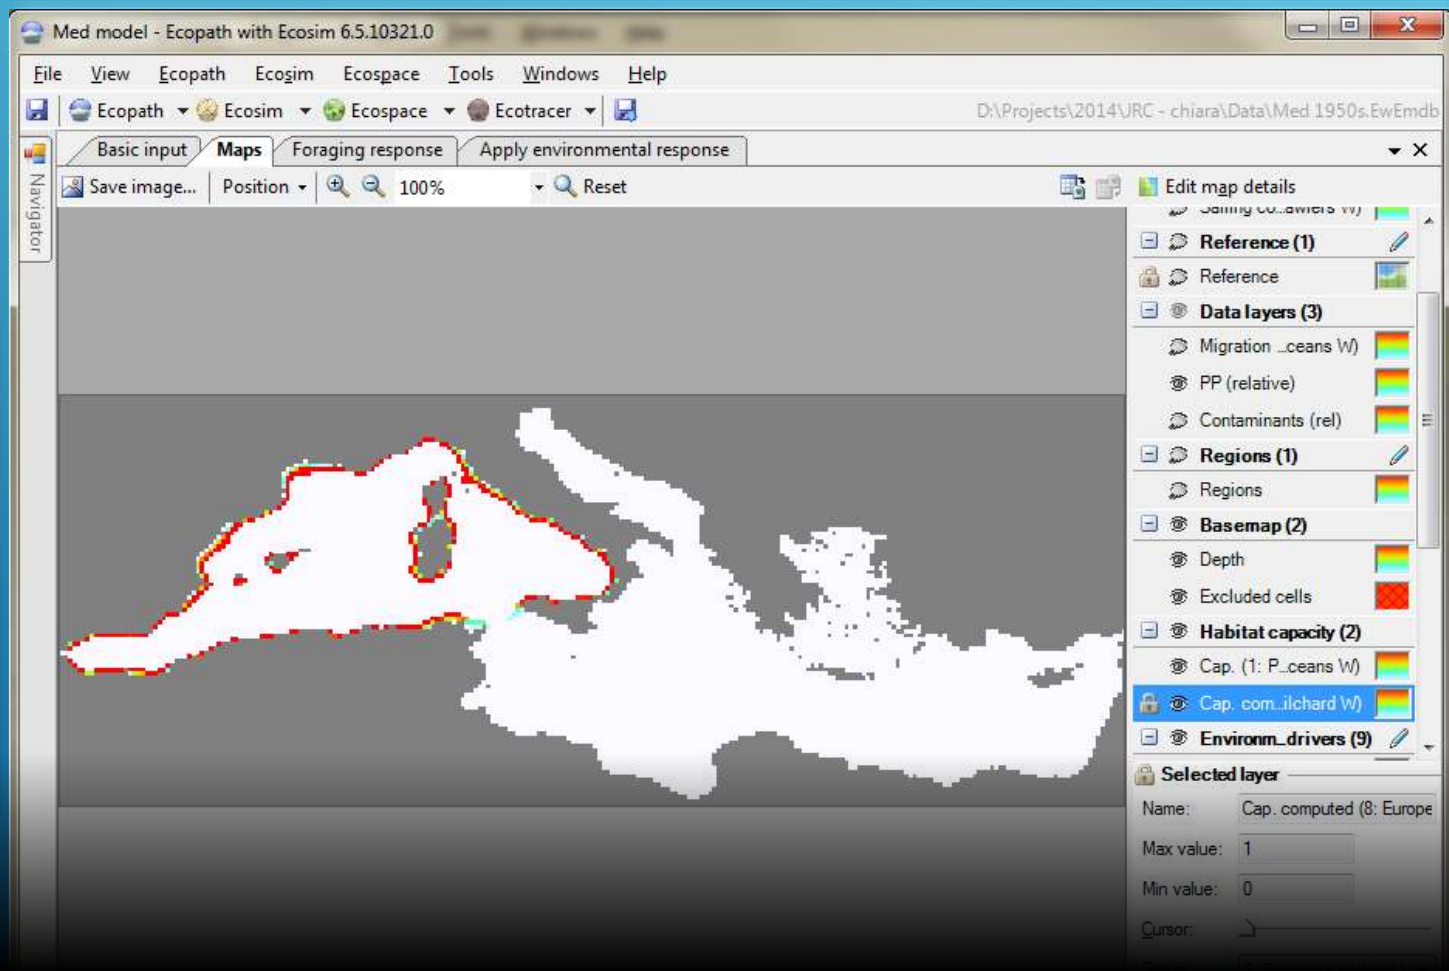 Med model - Ecopath with Ecosim 6.5.10321.0
File View Ecopath Ecosim Ecospace Tools Windows Help
Ecopath Ecosim Ecospace Ecotracer D:\Projects\2014\JRC - chiara\Data\Med 1950s.EwEmdb
Basic input Maps Foraging response Apply environmental response
Navigator
Save image... Position 100% Reset Edit map details
Reference (1)
Reference
Data layers (3)
Migration ...ceans W)
PP (relative)
Contaminants (rel)
Regions (1)
Regions
Basemap (2)
Depth
Excluded cells
Habitat capacity (2)
Cap. (1: P...ceans W)
Cap. com...ilchard W)
Environm...drivers (9)
Selected layer
Name: Cap. computed (8: Europe
Max value: 1
Min value: 0
Cursor: